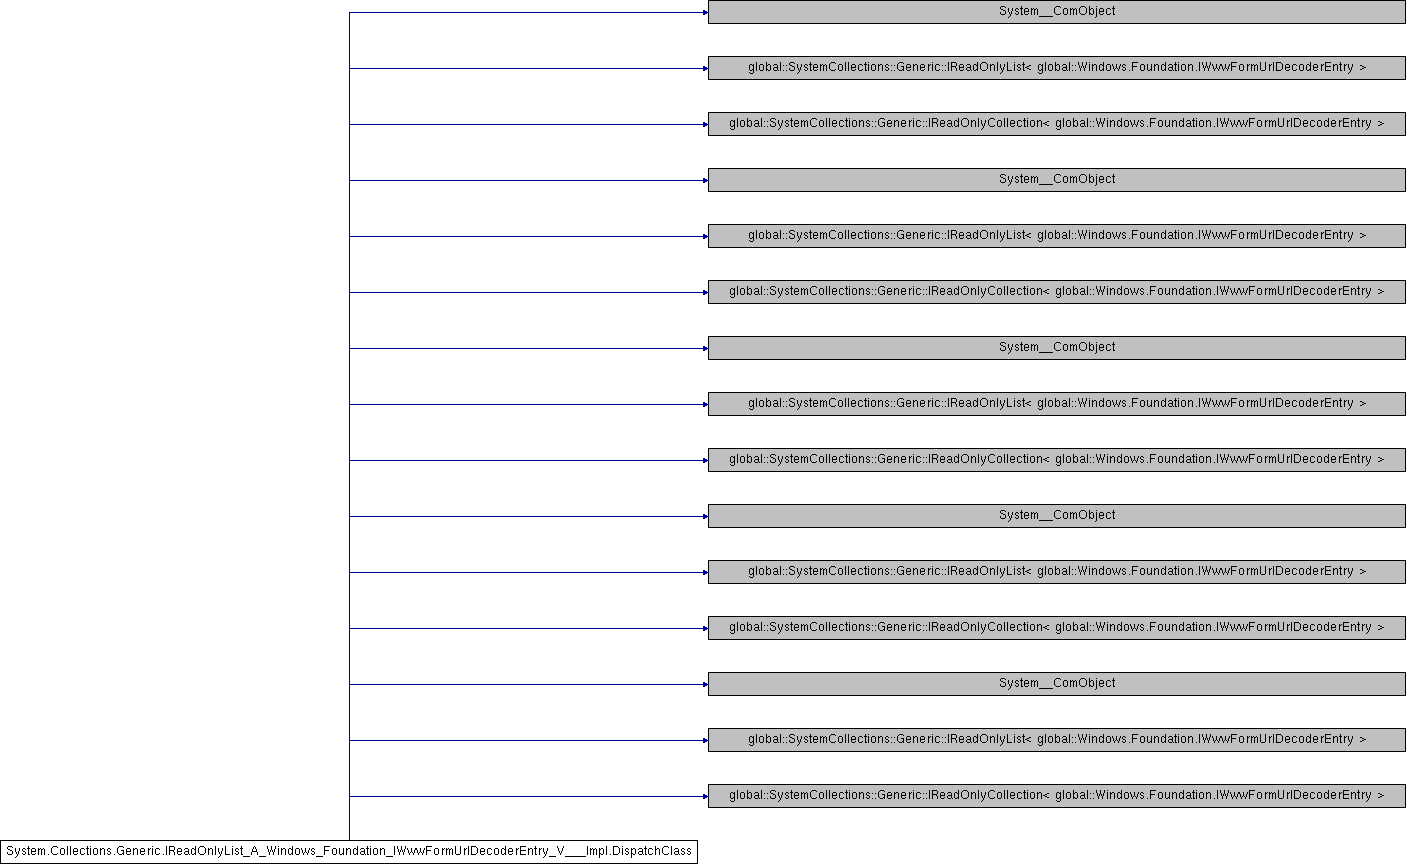 System__ComObject
global::SystemCollections::Generic::IReadOnlyList< global::Windows.Foundation.IWwwFormUrlDecoderEntry >
global::SystemCollections::Generic::IReadOnlyCollection< global::Windows.Foundation.IWwwFormUrlDecoderEntry >
System__ComObject
global::SystemCollections::Generic::IReadOnlyList< global::Windows.Foundation.IWwwFormUrlDecoderEntry >
global::SystemCollections::Generic::IReadOnlyCollection< global::Windows.Foundation.IWwwFormUrlDecoderEntry >
System__ComObject
global::SystemCollections::Generic::IReadOnlyList< global::Windows.Foundation.IWwwFormUrlDecoderEntry >
global::SystemCollections::Generic::IReadOnlyCollection< global::Windows.Foundation.IWwwFormUrlDecoderEntry >
System__ComObject
global::SystemCollections::Generic::IReadOnlyList< global::Windows.Foundation.IWwwFormUrlDecoderEntry >
global::SystemCollections::Generic::IReadOnlyCollection< global::Windows.Foundation.IWwwFormUrlDecoderEntry >
System__ComObject
global::SystemCollections::Generic::IReadOnlyList< global::Windows.Foundation.IWwwFormUrlDecoderEntry >
global::SystemCollections::Generic::IReadOnlyCollection< global::Windows.Foundation.IWwwFormUrlDecoderEntry >
System.Collections.Generic.IReadOnlyList_A_Windows_Foundation_IWwwFormUrlDecoderEntry_V___Impl.DispatchClass